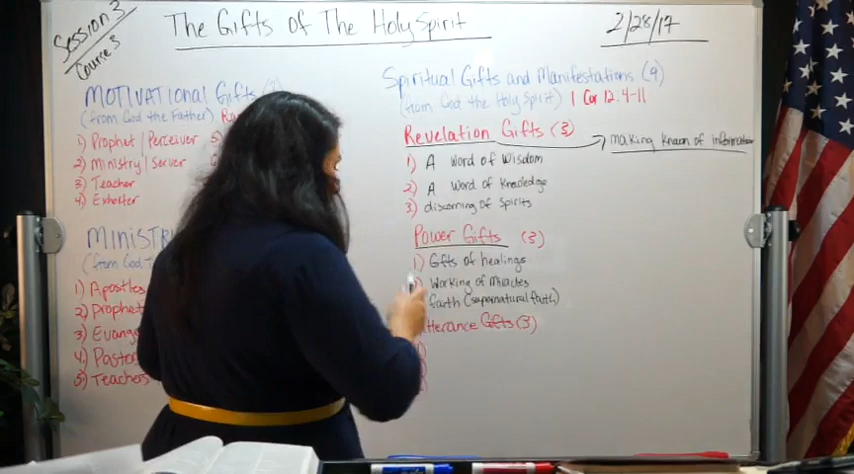 Session 3
Course 3
The Gifts of The Holy Spirit
2/28/17
MOTIVATIONAL Gifts
(from God the Father)
1) Prophet / Perceiver
2) Ministry / Server
3) Teacher
4) Exhorter
MINISTR
(from God
1) Apostles
2) Prophet
3) Evang
4) Pastor
5) Teachers
Spiritual Gifts and Manifestations (9)
(from God the Holy Spirit) 1 Cor 12:4-11
Revelation Gifts (3)
making known of information
1) A word of wisdom
2) A word of knowledge
3) discerning of Spirits
Power Gifts (3)
1) Gifts of healings
Working of Miracles
faith (supernatural faith)
tterance Gifts (3)